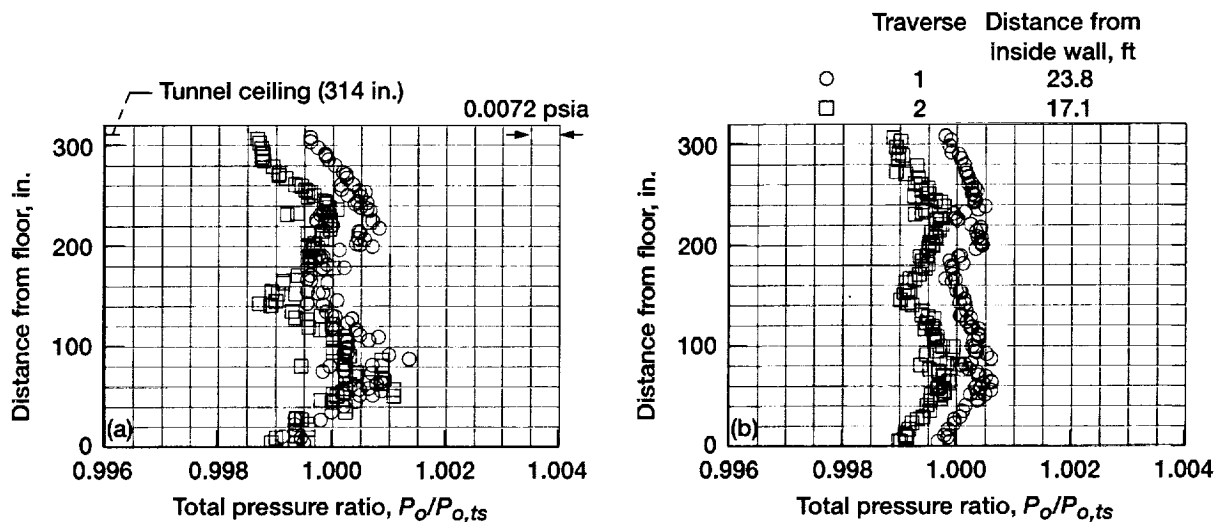 Traverse Distance from
inside wall, ft
1 23.8
2 17.1
Tunnel ceiling (314 in.)
0.0072 psia
Distance from floor, in.
300
200
100
0
(a)
0.996 0.998 1.000 1.002 1.004
Total pressure ratio, Po/Po,ts
Distance from floor, in.
300
200
100
0
(b)
0.996 0.998 1.000 1.002 1.004
Total pressure ratio, Po/Po,ts